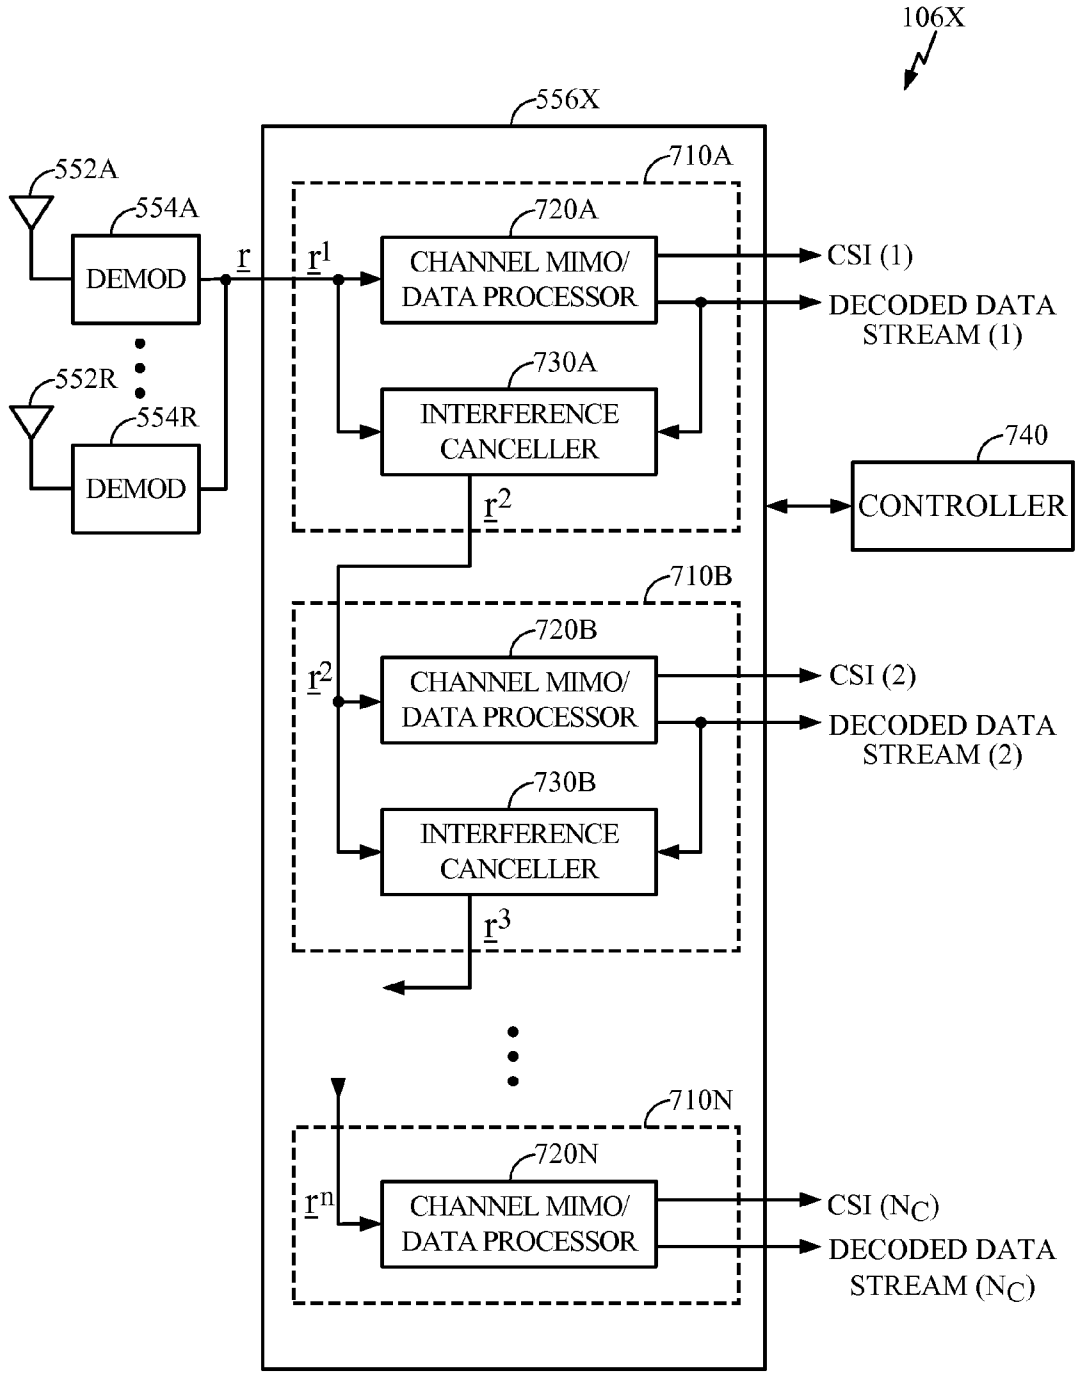 106X
556X
552A
554A
DEMOD
r
552R
554R
DEMOD
710A
r1
720A
CHANNEL MIMO/
DATA PROCESSOR
CSI (1)
DECODED DATA
STREAM (1)
730A
INTERFERENCE
CANCELLER
r2
740
CONTROLLER
710B
r2
720B
CHANNEL MIMO/
DATA PROCESSOR
CSI (2)
DECODED DATA
STREAM (2)
730B
INTERFERENCE
CANCELLER
r3
710N
rn
720N
CHANNEL MIMO/
DATA PROCESSOR
CSI (NC)
DECODED DATA
STREAM (NC)